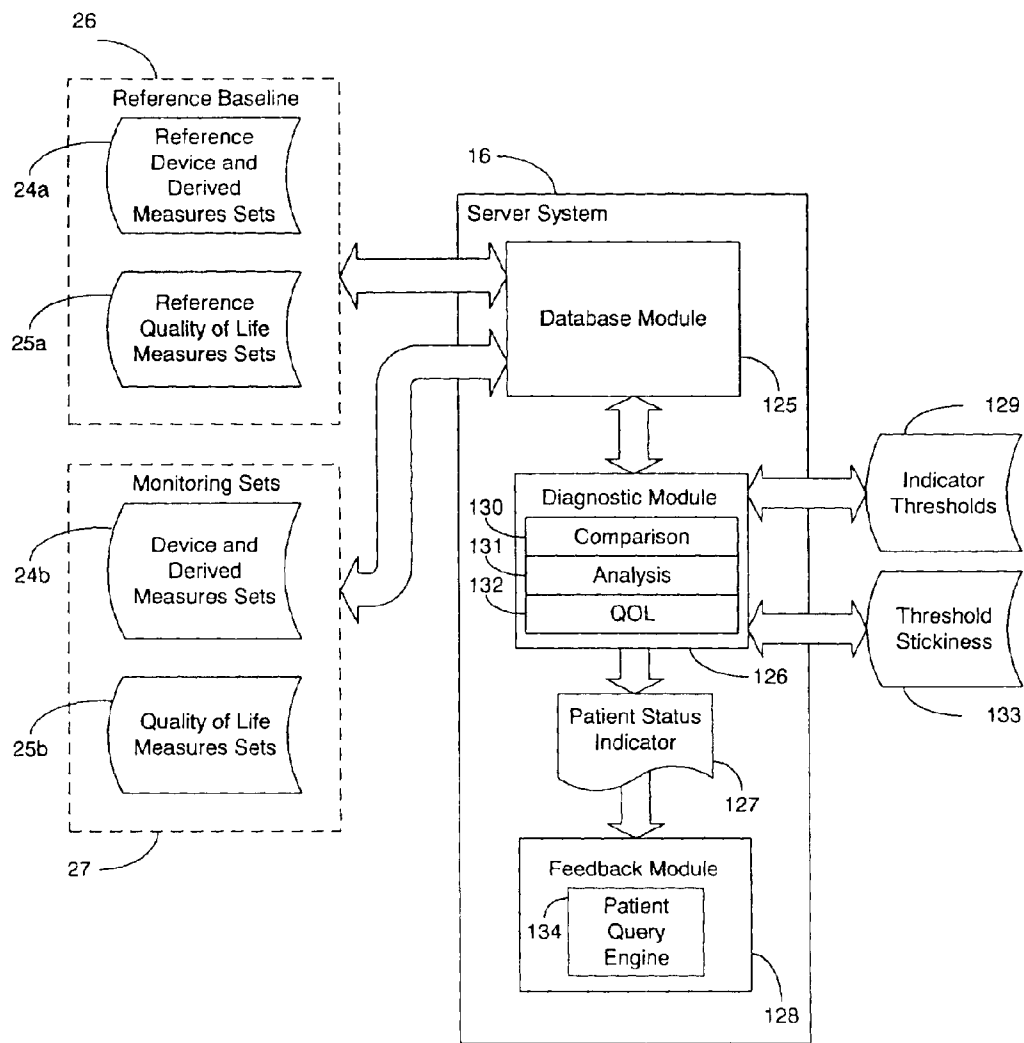 26
Reference Baseline
24a
Reference
Device and
Derived
Measures Sets
25a
Reference
Quality of Life
Measures Sets
Monitoring Sets
24b
Device and
Derived
Measures Sets
25b
Quality of Life
Measures Sets
27
16
Server System
Database Module
125
Diagnostic Module
130
Comparison
131
Analysis
132
QOL
126
129
Indicator
Thresholds
Threshold
Stickiness
133
Patient Status
Indicator
127
Feedback Module
134
Patient
Query
Engine
128